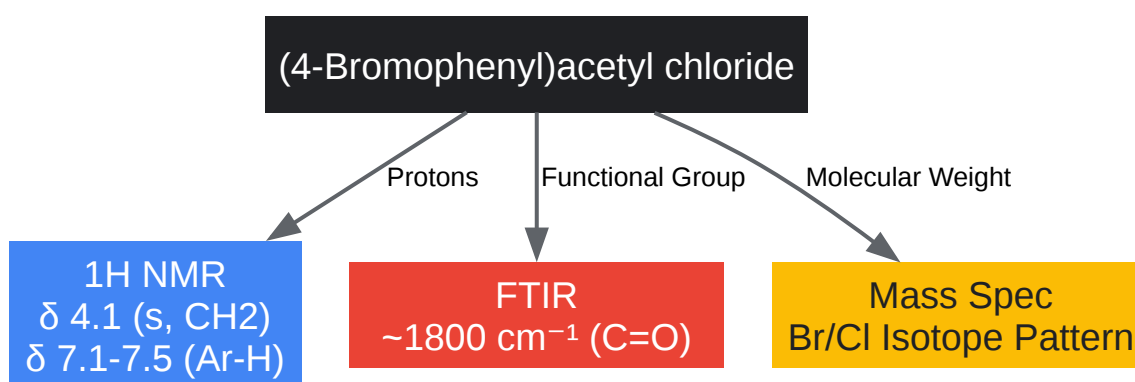 (4-Bromophenyl)acetyl chloride
Protons
Functional Group
Molecular Weight
1H NMR
δ 4.1 (s, CH2)
δ 7.1-7.5 (Ar-H)
FTIR
~1800 cm⁻¹ (C=O)
Mass Spec
Br/Cl Isotope Pattern